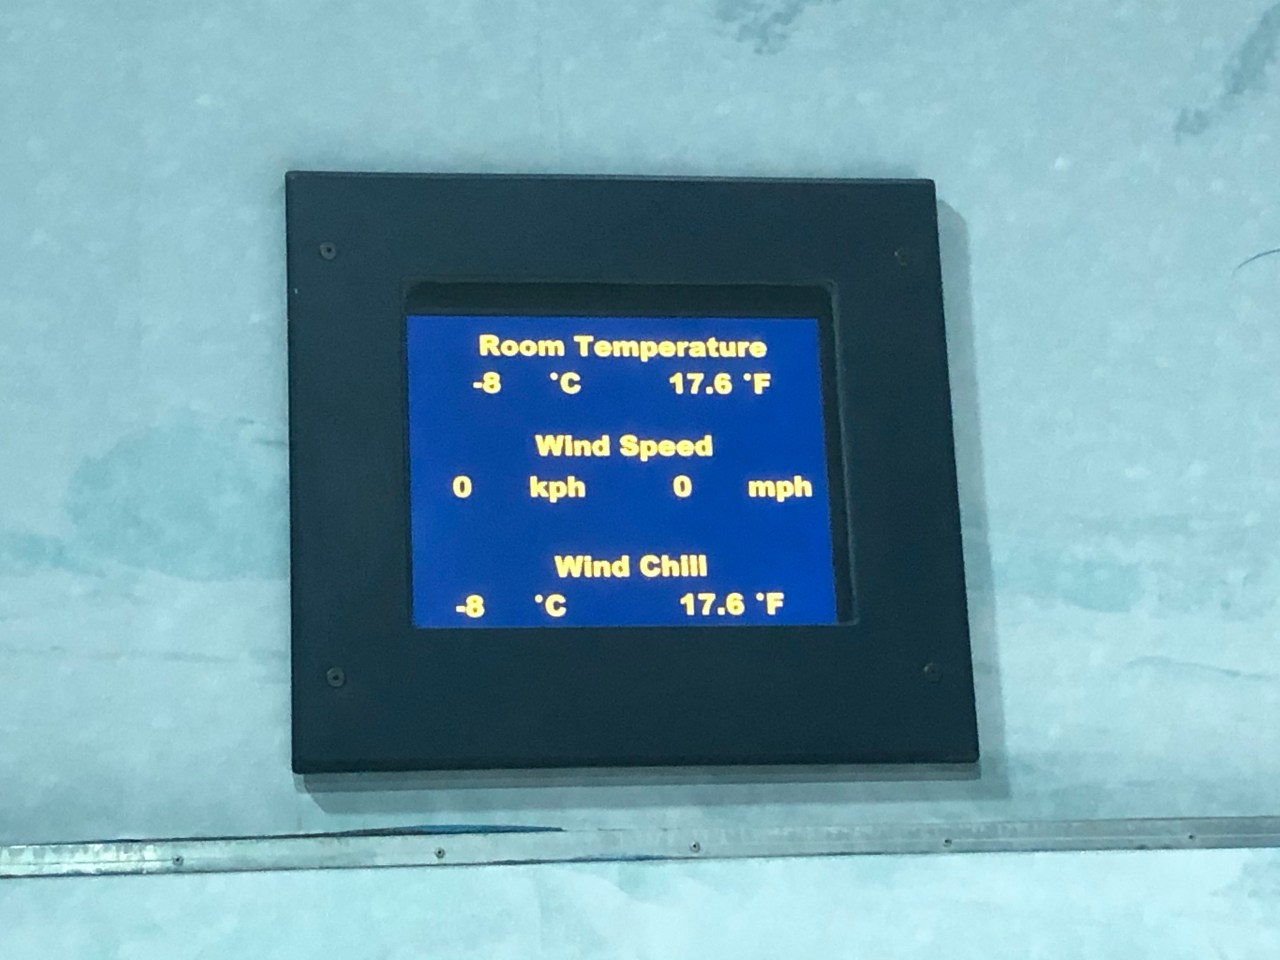 Room Temperature
-8 °C 17.6 °F
Wind Speed
0 kph 0 mph
Wind Chill
-8 °C 17.6 °F